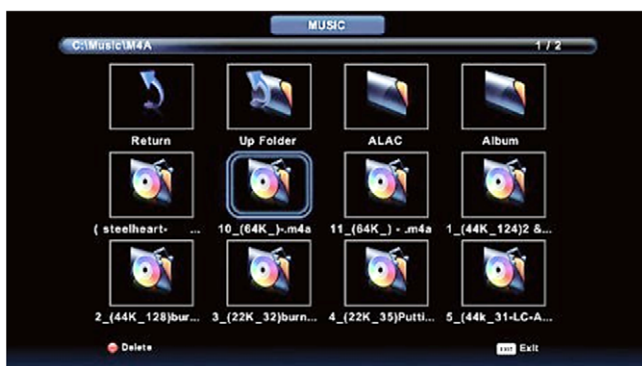 MUSIC
C:\Music\M4A 1 / 2
Return Up Folder ALAC Album
( steelheart- ... 10_(64K_)-.m4a 11_(64K_) - .m4a 1_(44K_124)2 &...
2_(44K_128)bur... 3_(22K_32)burn... 4_(22K_35)Putti... 5_(44k_31-LC-A...
Delete EXIT Exit